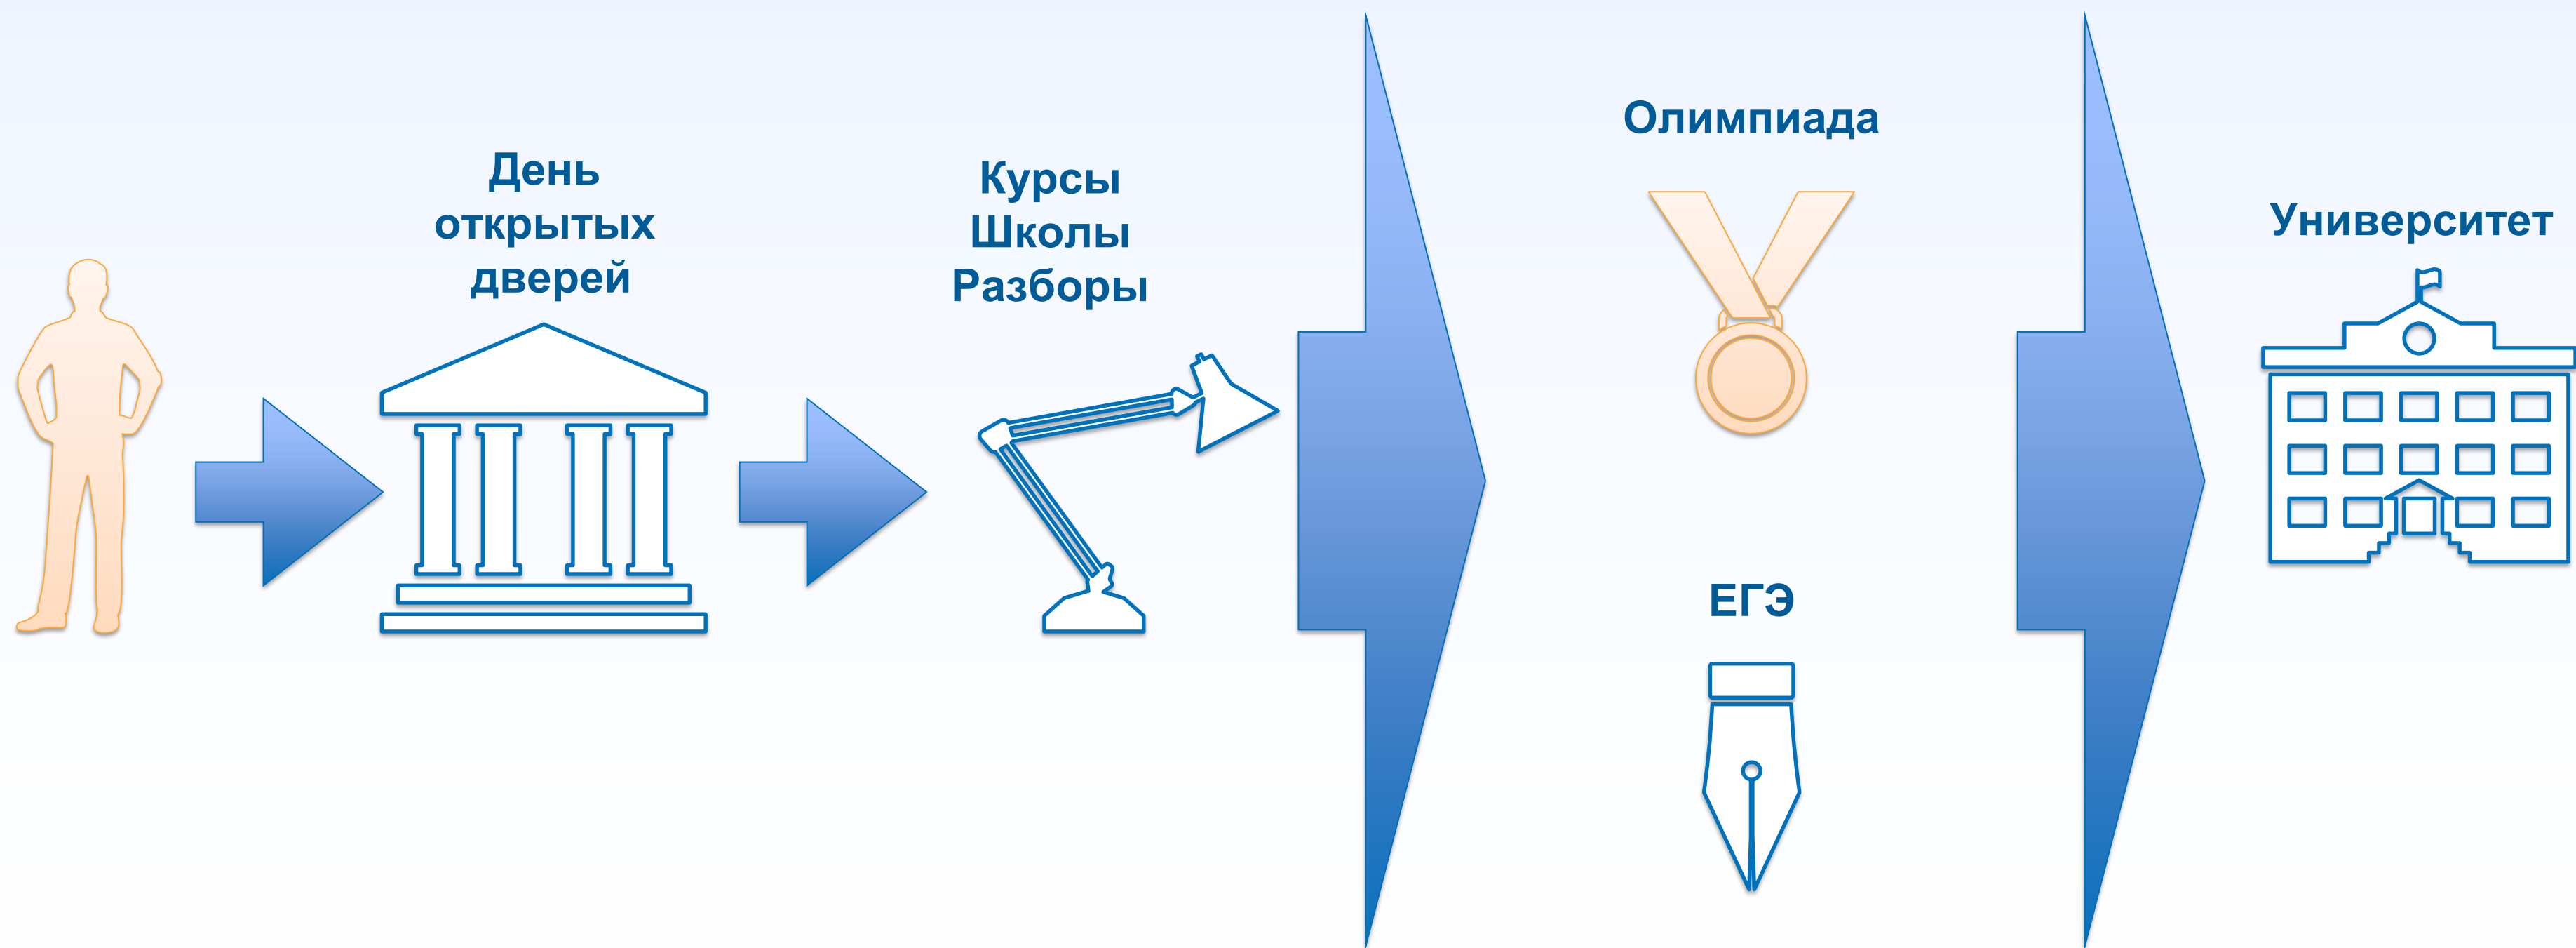 День
открытых
дверей
Курсы
Школы
Разборы
Олимпиада
ЕГЭ
Университет